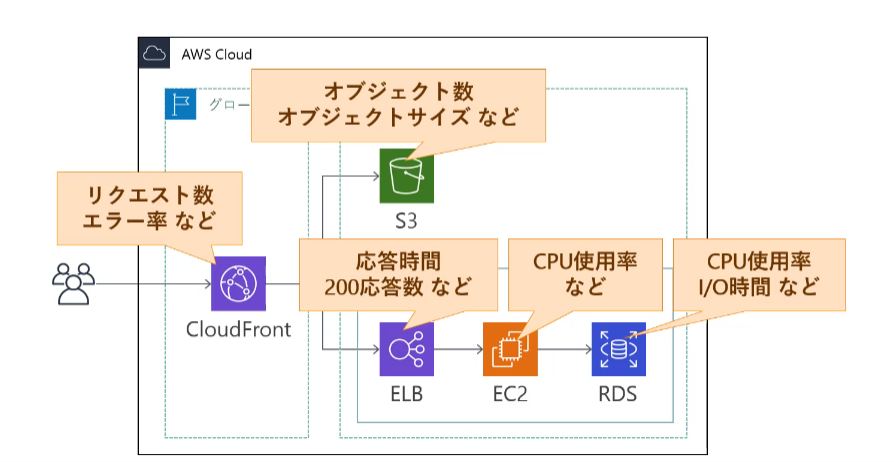 AWS Cloud
グロー
オブジェクト数
オブジェクトサイズ など
リクエスト数
エラー率 など
S3
応答時間
200応答数 など
CPU使用率
など
CPU使用率
I/O時間 など
CloudFront
ELB
EC2
RDS